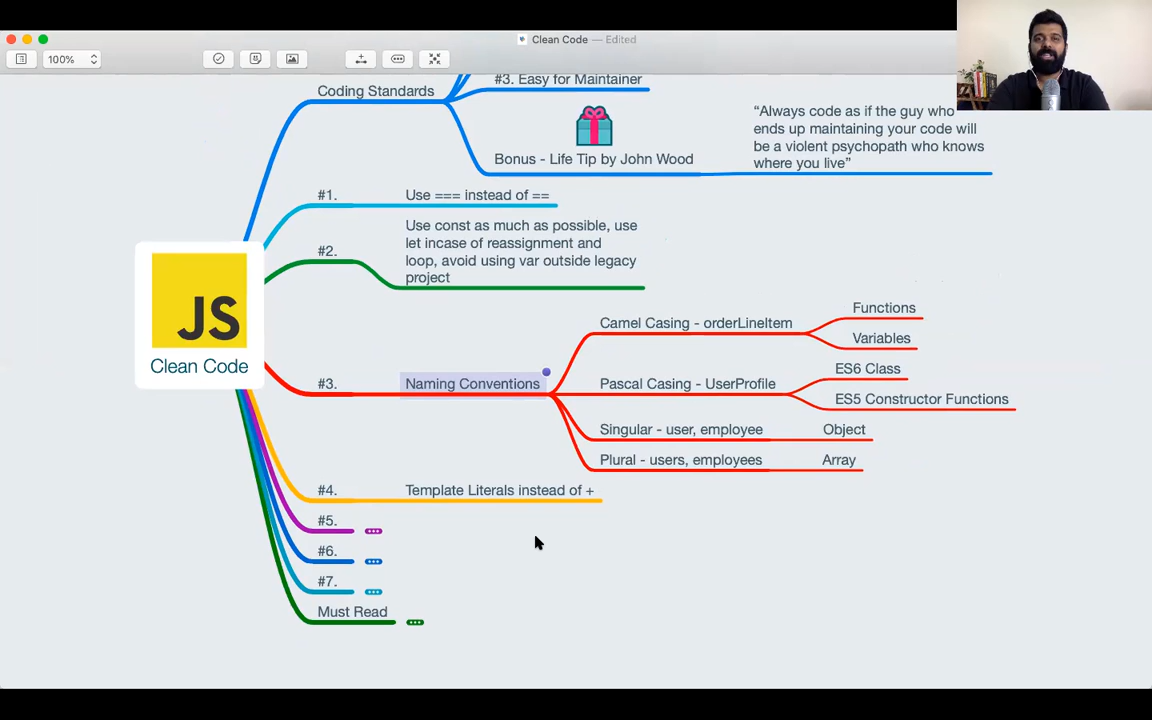 Clean Code — Edited
100%
#3. Easy for Maintainer
Coding Standards
Bonus - Life Tip by John Wood
“Always code as if the guy who
ends up maintaining your code will
be a violent psychopath who knows
where you live”
#1.
Use === instead of ==
#2.
Use const as much as possible, use
let incase of reassignment and
loop, avoid using var outside legacy
project
JS
Clean Code
#3.
Naming Conventions
Camel Casing - orderLineItem
Functions
Variables
Pascal Casing - UserProfile
ES6 Class
ES5 Constructor Functions
Singular - user, employee
Object
Plural - users, employees
Array
#4.
Template Literals instead of +
#5.
#6.
#7.
Must Read